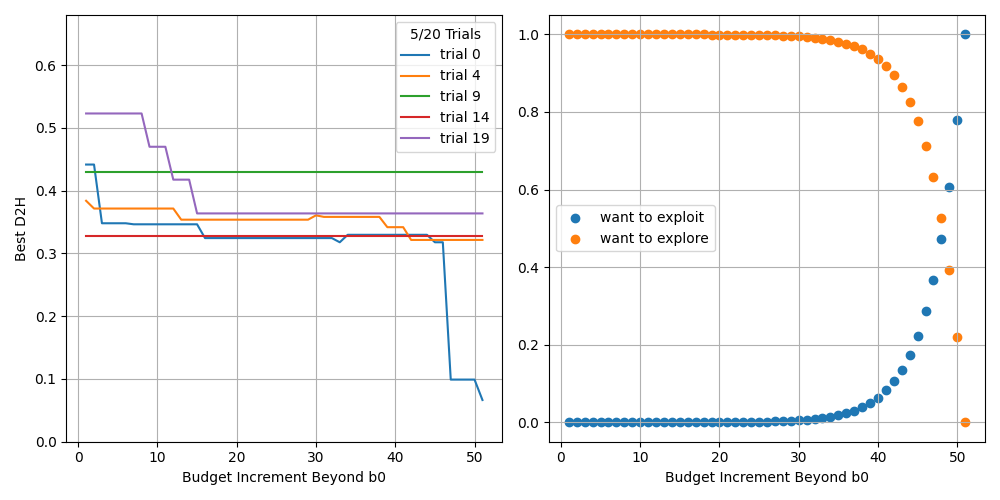 5/20 Trials
trial 0
trial 4
trial 9
trial 14
trial 19
Best D2H
0.6
0.5
0.4
0.3
0.2
0.1
0.0
0 10 20 30 40 50
Budget Increment Beyond b0
want to exploit
want to explore
1.0
0.8
0.6
0.4
0.2
0.0
0 10 20 30 40 50
Budget Increment Beyond b0